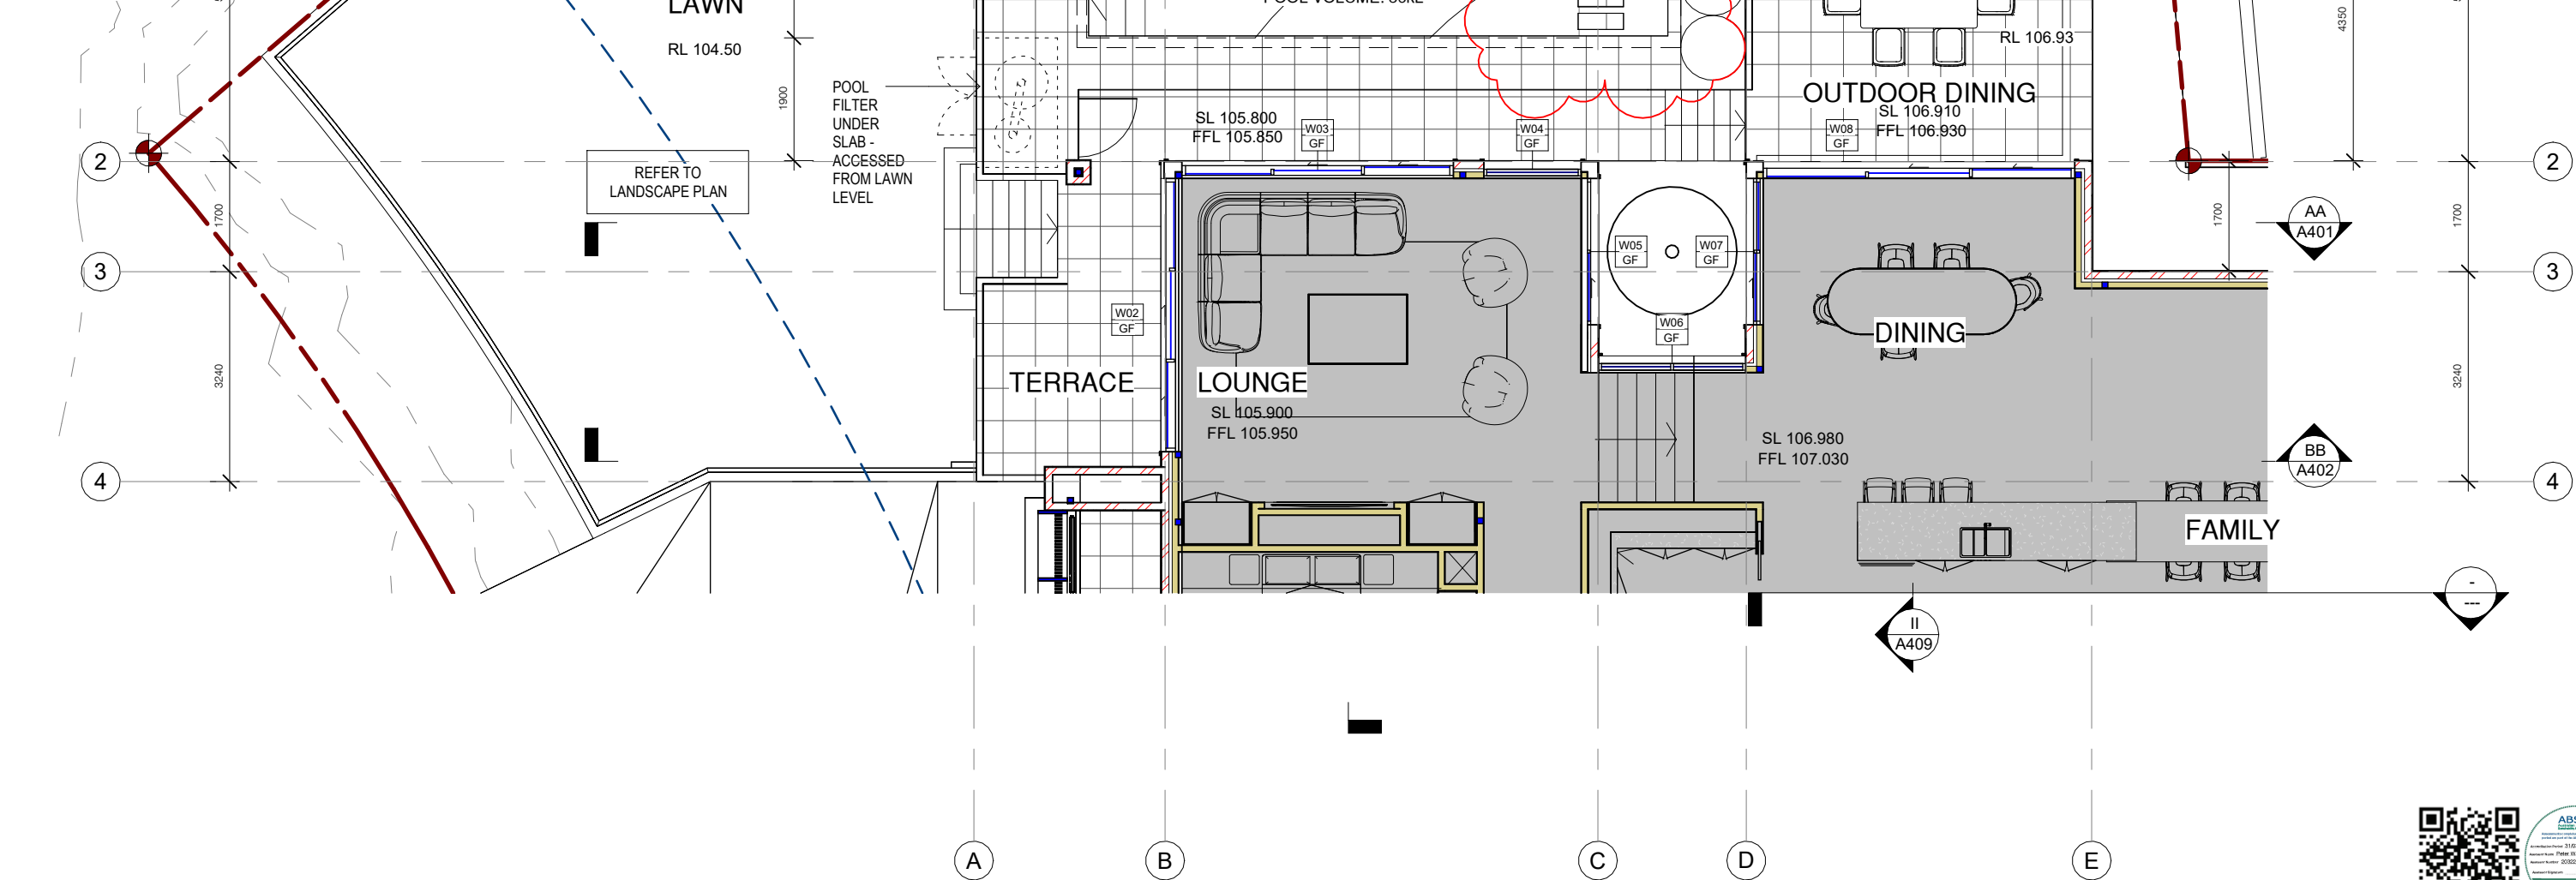 LAWN
RL 104.50
1900
POOL
FILTER
UNDER
SLAB -
ACCESSED
FROM LAWN
LEVEL
REFER TO
LANDSCAPE PLAN
SL 105.800
FFL 105.850
W03
GF
W04
GF
W08
GF
RL 106.93
OUTDOOR DINING
SL 106.910
FFL 106.930
4350
2
2
1700
1700
1700
AA
A401
3
3
W05
GF
W07
GF
W02
GF
W06
GF
DINING
3240
3240
TERRACE
LOUNGE
SL 105.900
FFL 105.950
SL 106.980
FFL 107.030
BB
A402
4
4
FAMILY
-
---
II
A409
A
B
C
D
E